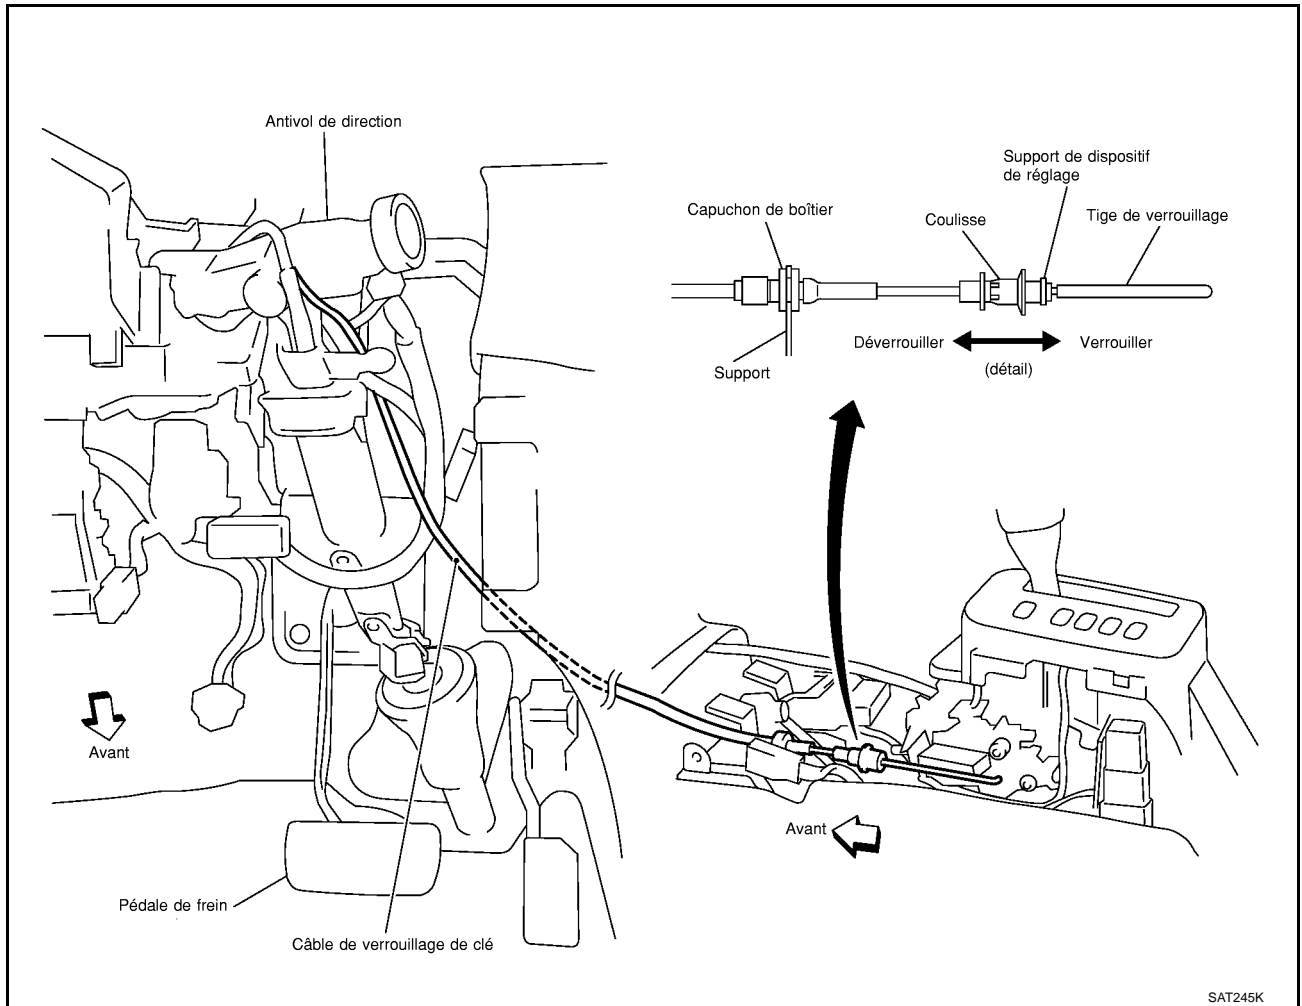 Antivol de direction
Support de dispositif
de réglage
Capuchon de boîtier
Coulisse
Tige de verrouillage
Déverrouiller
Verrouiller
(détail)
Support
Avant
Avant
Pédale de frein
Câble de verrouillage de clé
SAT245K